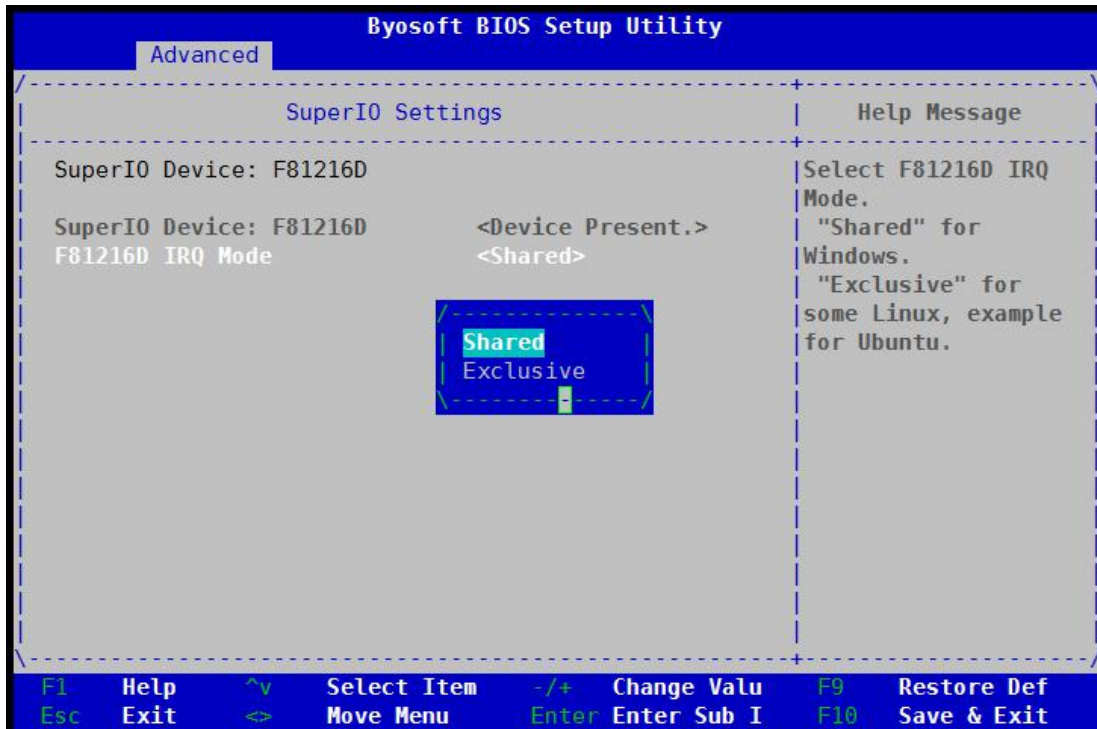 Byosoft BIOS Setup Utility
Advanced
SuperIO Settings
Help Message
SuperIO Device: F81216D
SuperIO Device: F81216D <Device Present.>
F81216D IRQ Mode <Shared>
Shared
Exclusive
Select F81216D IRQ
Mode.
"Shared" for
Windows.
"Exclusive" for
some Linux, example
for Ubuntu.
F1 Help ^v Select Item -/+ Change Valu F9 Restore Def
Esc Exit <> Move Menu Enter Enter Sub I F10 Save & Exit